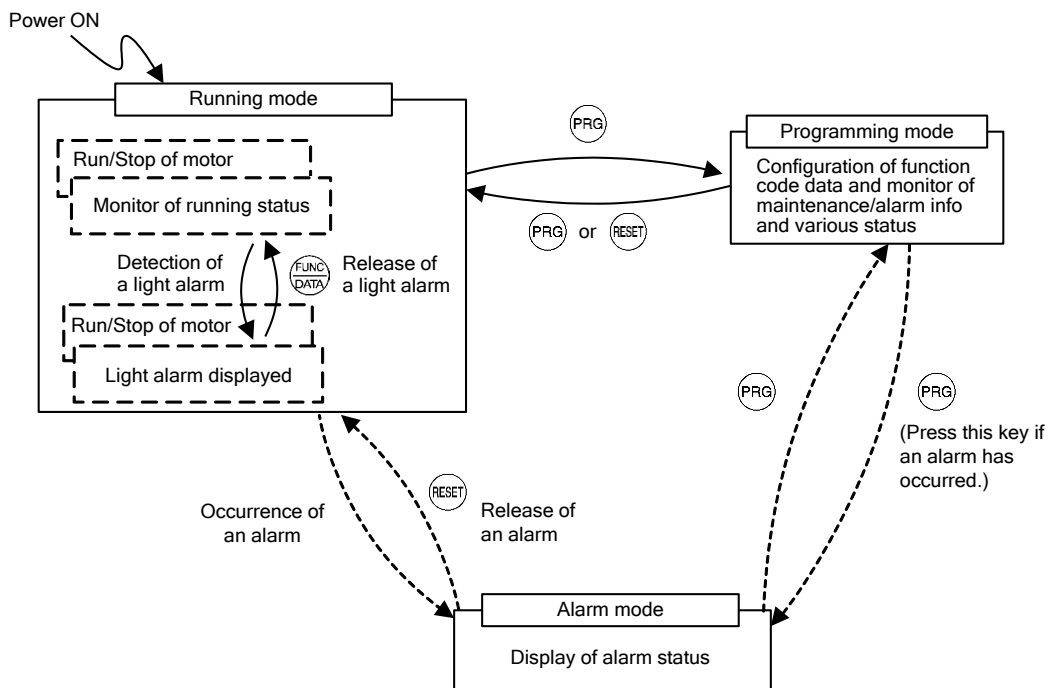 Power ON
Running mode
Run/Stop of motor
Monitor of running status
Detection of
a light alarm
FUNC
DATA
Release of
a light alarm
Run/Stop of motor
Light alarm displayed
PRG
PRG or RESET
Programming mode
Configuration of function
code data and monitor of
maintenance/alarm info
and various status
PRG
PRG
(Press this key if
an alarm has
occurred.)
Occurrence of
an alarm
RESET
Release of
an alarm
Alarm mode
Display of alarm status